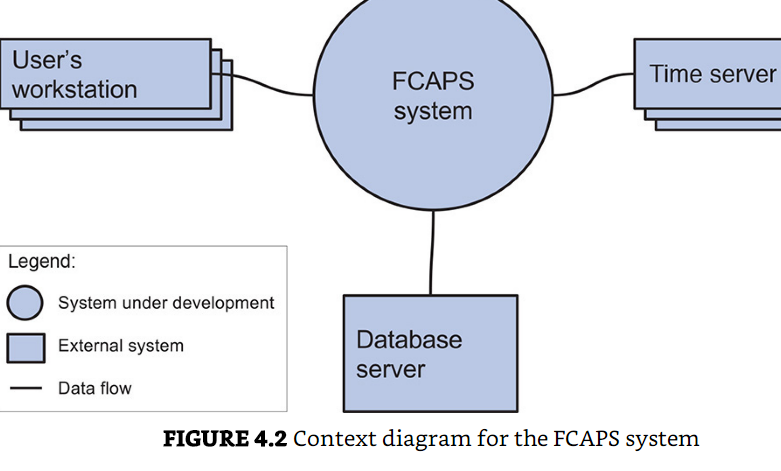 User's
workstation
FCAPS
system
Time server
Database
server
Legend:
System under development
External system
Data flow
FIGURE 4.2 Context diagram for the FCAPS system